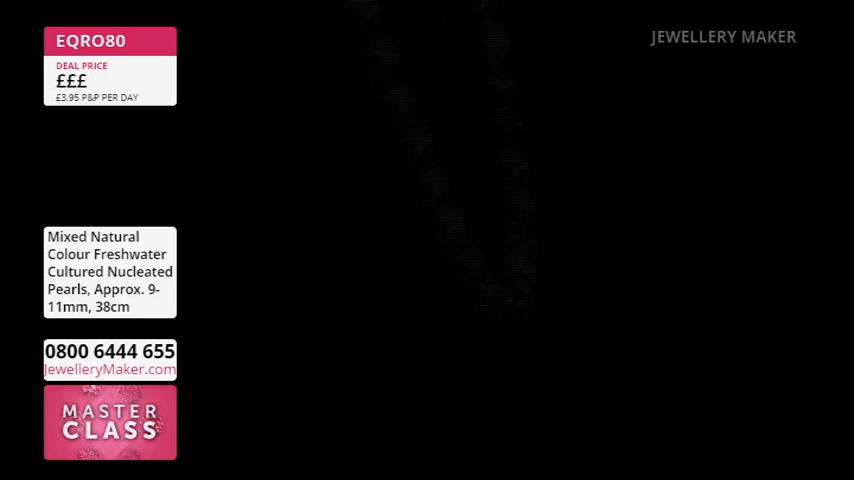 EQRO80
DEAL PRICE
£££
£3.95 P&P PER DAY
JEWELLERY MAKER
Mixed Natural
Colour Freshwater
Cultured Nucleated
Pearls, Approx. 9-
11mm, 38cm
0800 6444 655
JewelleryMaker.com
MASTER
CLASS